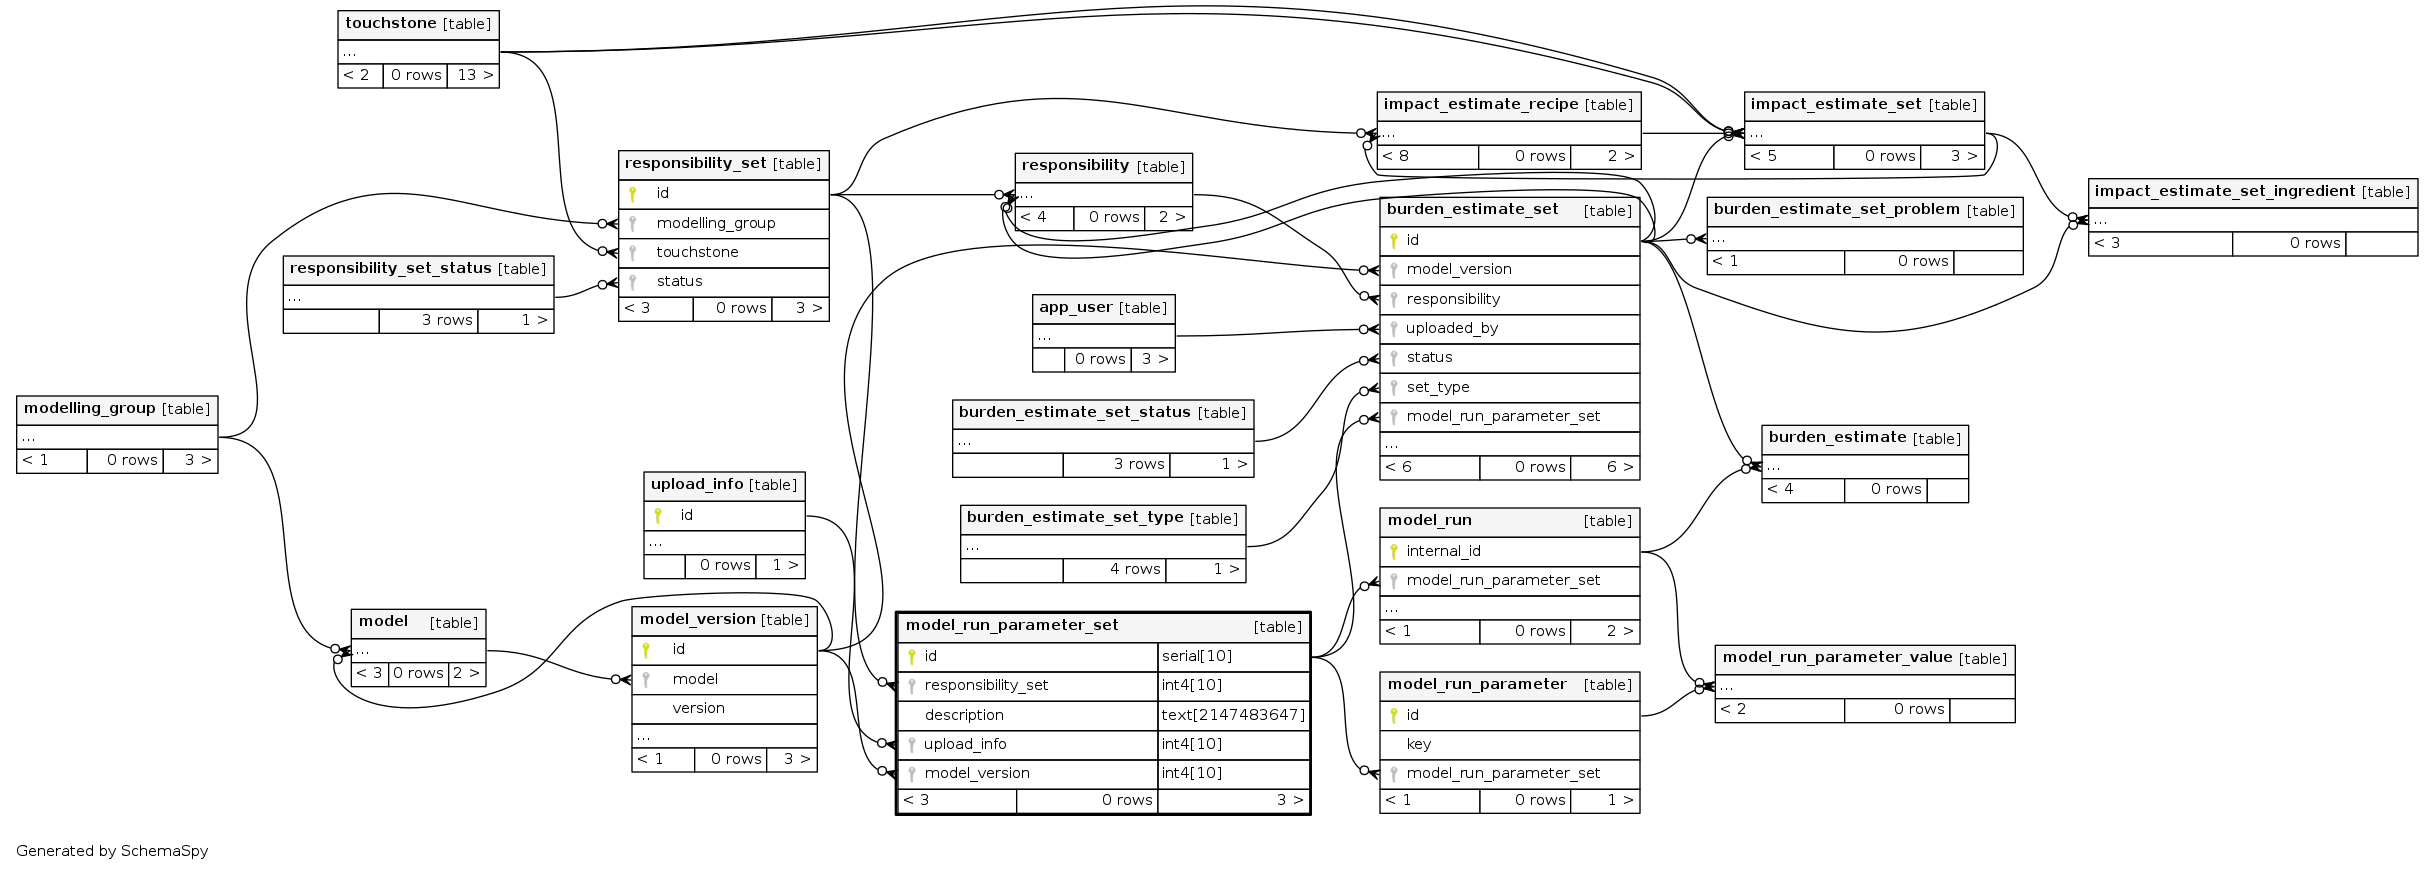 touchstone [table]
...
< 2 0 rows 13 >
impact_estimate_recipe [table]
...
< 8 0 rows 2 >
impact_estimate_set [table]
...
< 5 0 rows 3 >
responsibility_set [table]
id
modelling_group
touchstone
status
< 3 0 rows 3 >
responsibility [table]
...
< 4 0 rows 2 >
impact_estimate_set_ingredient [table]
...
< 3 0 rows
burden_estimate_set [table]
id
model_version
responsibility
uploaded_by
status
set_type
model_run_parameter_set
...
< 6 0 rows 6 >
burden_estimate_set_problem [table]
...
< 1 0 rows
responsibility_set_status [table]
...
3 rows 1 >
app_user [table]
...
0 rows 3 >
modelling_group [table]
...
< 1 0 rows 3 >
burden_estimate_set_status [table]
...
3 rows 1 >
burden_estimate [table]
...
< 4 0 rows
upload_info [table]
id
...
0 rows 1 >
burden_estimate_set_type [table]
...
4 rows 1 >
model_run [table]
internal_id
model_run_parameter_set
...
< 1 0 rows 2 >
model [table]
...
< 3 0 rows 2 >
model_version [table]
id
model
version
...
< 1 0 rows 3 >
model_run_parameter_set [table]
id serial[10]
responsibility_set int4[10]
description text[2147483647]
upload_info int4[10]
model_version int4[10]
< 3 0 rows 3 >
model_run_parameter [table]
id
key
model_run_parameter_set
< 1 0 rows 1 >
model_run_parameter_value [table]
...
< 2 0 rows
Generated by SchemaSpy